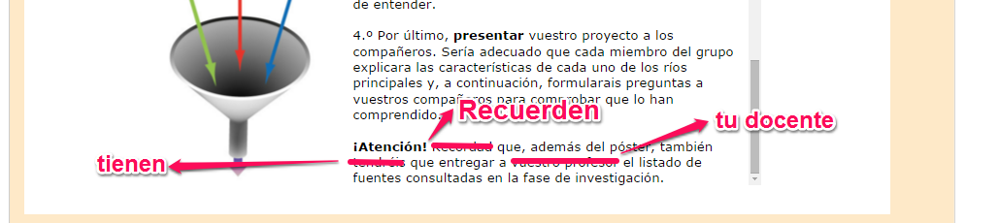 de entender.
4.º Por último, presentar vuestro proyecto a los
compañeros. Sería adecuado que cada miembro del grupo
explicara las características de cada uno de los ríos
principales y, a continuación, formularais preguntas a
vuestros compañeros para comprobar que lo han
comprendido.
Recuerden
tu docente
¡Atención! Recordad que, además del póster, también
tienen
tendréis que entregar a vuestro profesor el listado de
fuentes consultadas en la fase de investigación.